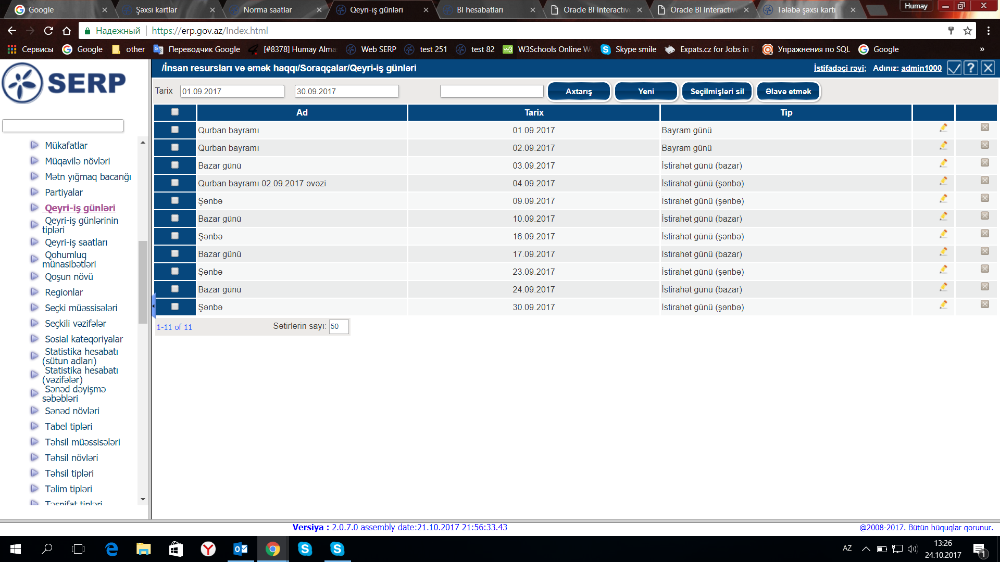 Google
Şəxsi kartlar
Norma saatlar
Qeyri-iş günləri
BI hesabatları
Oracle BI Interactive
Oracle BI Interactive
Tələbə şəxsi kartı
Humay
Надежный
https://erp.gov.az/Index.html
Сервисы
Google
other
Переводчик Google
[#8378] Humay Alma
Web SERP
test 251
test 82
W3Schools Online We
Skype smile
Expats.cz for Jobs in P
Упражнения по SQL
Google
»
SERP
/İnsan resursları və əmək haqqı/Soraqçalar/Qeyri-iş günləri
İstifadəçi rəyi; Adınız: admin1000
Tarix 01.09.2017 30.09.2017 Axtarış Yeni Seçilmişləri sil Əlavə etmək
Ad Tarix Tip
Qurban bayramı 01.09.2017 Bayram günü
Qurban bayramı 02.09.2017 Bayram günü
Bazar günü 03.09.2017 İstirahət günü (bazar)
Qurban bayramı 02.09.2017 əvəzi 04.09.2017 İstirahət günü (şənbə)
Şənbə 09.09.2017 İstirahət günü (şənbə)
Bazar günü 10.09.2017 İstirahət günü (bazar)
Şənbə 16.09.2017 İstirahət günü (şənbə)
Bazar günü 17.09.2017 İstirahət günü (bazar)
Şənbə 23.09.2017 İstirahət günü (şənbə)
Bazar günü 24.09.2017 İstirahət günü (bazar)
Şənbə 30.09.2017 İstirahət günü (şənbə)
1-11 of 11 Sətirlərin sayı: 50
Mükafatlar
Müqavilə növləri
Mətn yığmaq bacarığı
Partiyalar
Qeyri-iş günləri
Qeyri-iş günlərinin
tipləri
Qeyri-iş saatları
Qohumluq
münasibətləri
Qoşun növü
Regionlar
Seçki müəssisələri
Seçkili vəzifələr
Sosial kateqoriyalar
Statistika hesabatı
(sütun adları)
Statistika hesabatı
(vəzifələr)
Sənəd dəyişmə
səbəbləri
Sənəd növləri
Tabel tipləri
Təhsil müəssisələri
Təhsil növləri
Təhsil tipləri
Təlim tipləri
Təsnifat tipləri
Versiya : 2.0.7.0 assembly date:21.10.2017 21:56:33.43
@2008-2017. Bütün hüquqlar qorunur.
AZ
13:26
24.10.2017
1